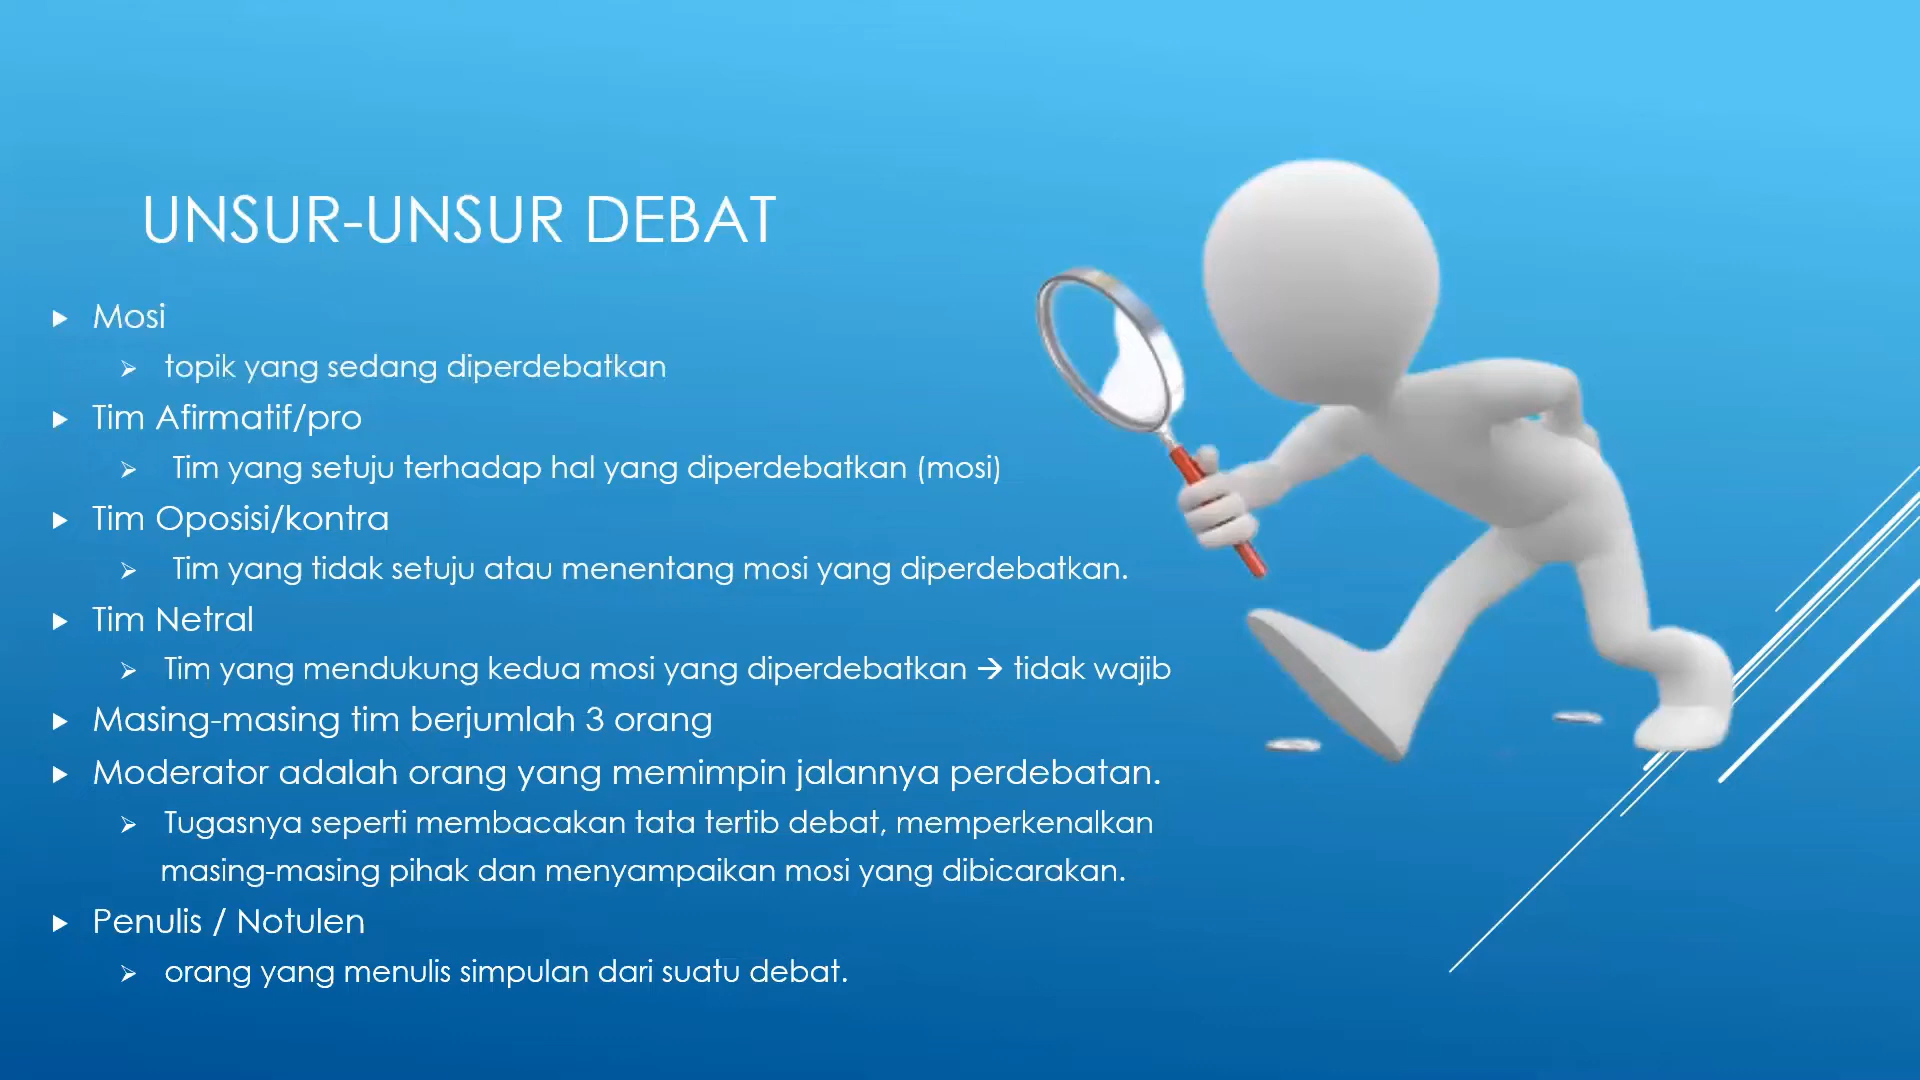 UNSUR-UNSUR DEBAT
Mosi
topik yang sedang diperdebatkan
Tim Afirmatif/pro
Tim yang setuju terhadap hal yang diperdebatkan (mosi)
Tim Oposisi/kontra
Tim yang tidak setuju atau menentang mosi yang diperdebatkan.
Tim Netral
Tim yang mendukung kedua mosi yang diperdebatkan → tidak wajib
Masing-masing tim berjumlah 3 orang
Moderator adalah orang yang memimpin jalannya perdebatan.
Tugasnya seperti membacakan tata tertib debat, memperkenalkan
masing-masing pihak dan menyampaikan mosi yang dibicarakan.
Penulis / Notulen
orang yang menulis simpulan dari suatu debat.